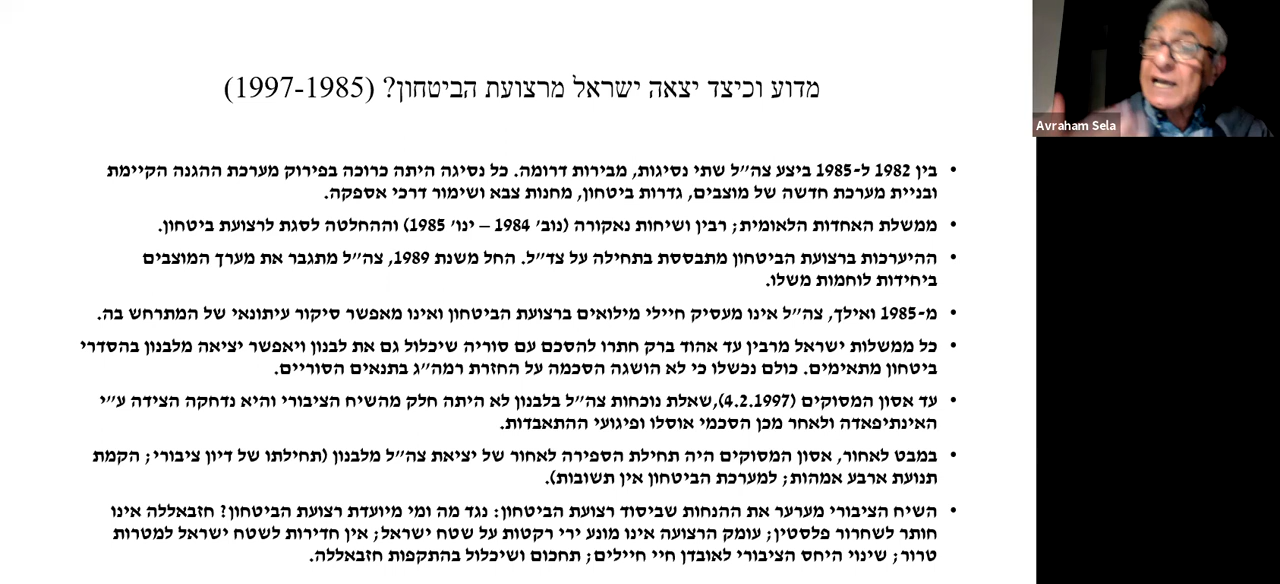 מדוע וכיצד יצאה ישראל מרצועת הביטחון? (1997-1985)
• בין 1982 ל-1985 ביצע צה״ל שתי נסיגות, מבירות דרומה. כל נסיגה היתה כרוכה בפירוק מערכת ההגנה הקיימת
ובניית מערכת חדשה של מוצבים, גדרות ביטחון, מחנות צבא ושימור דרכי אספקה.
• ממשלת האחדות הלאומית; רבין ושיחות נאקורה (נוב׳ 1984 – ינו׳ 1985) וההחלטה לסגת לרצועת ביטחון.
• ההיערכות ברצועת הביטחון מתבססת בתחילה על צד״ל. החל משנת 1989, צה״ל מתגבר את מערך המוצבים
ביחידות לוחמות משלו.
• מ-1985 ואילך, צה״ל אינו מעסיק חיילי מילואים ברצועת הביטחון ואינו מאפשר סיקור עיתונאי של המתרחש בה.
• כל ממשלות ישראל מרבין עד אהוד ברק חתרו להסכם עם סוריה שיכלול גם את לבנון ויאפשר יציאה מלבנון בהסדרי
ביטחון מתאימים. כולם נכשלו כי לא הושגה הסכמה על החזרת רמה״ג בתנאים הסוריים.
• עד אסון המסוקים (4.2.1997),שאלת נוכחות צה״ל בלבנון לא היתה חלק מהשיח הציבורי והיא נדחקה הצידה ע״י
האינתיפאדה ולאחר מכן הסכמי אוסלו ופיגועי ההתאבדות.
• במבט לאחור, אסון המסוקים היה תחילת הספירה לאחור של יציאת צה״ל מלבנון (תחילתו של דיון ציבורי; הקמת
תנועת ארבע אמהות; למערכת הביטחון אין תשובות).
• השיח הציבורי מערער את ההנחות שביסוד רצועת הביטחון: נגד מה ומי מיועדת רצועת הביטחון? חזבאללה אינו
חותר לשחרור פלסטין; עומק הרצועה אינו מונע ירי רקטות על שטח ישראל; אין חדירות לשטח ישראל למטרות
טרור; שינוי היחס הציבורי לאובדן חיי חיילים; תחכום ושיכלול בהתקפות חזבאללה.
Avraham Sela